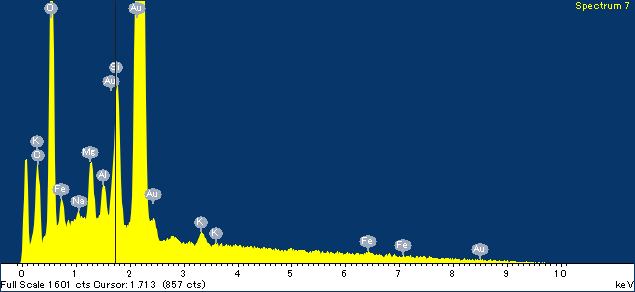 Spectrum 7
O Au
Si
Au
K
O Mg
Al
Fe
Na
Au
K
K
Fe Fe Au
0 1 2 3 4 5 6 7 8 9 10
Full Scale 1601 cts Cursor: 1.713 (857 cts) keV